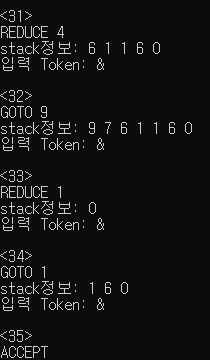 <31>
REDUCE 4
stack정보: 6 1 1 6 0
입력 Token: &
<32>
GOTO 9
stack정보: 9 7 6 1 1 6 0
입력 Token: &
<33>
REDUCE 1
stack정보: 0
입력 Token: &
<34>
GOTO 1
stack정보: 1 6 0
입력 Token: &
<35>
ACCEPT